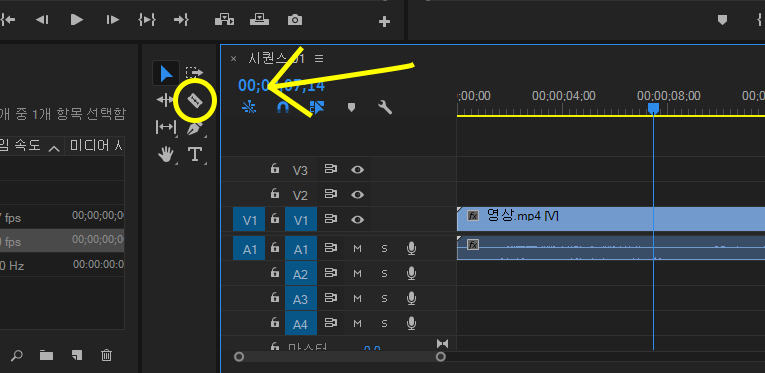 × 시퀀스 01
00;0 07;14
개 중 1개 항목 선택함
임 속도 미디어 시
fps 00;00;00;0
0 fps 00;00;00;0
0 Hz 00:00:00:0
;00;00 00;00;04;00 00;00;08;00
T
V3
V2
V1 V1 fx 영상.mp4 [V]
A1 A1 M S fx
A2 M S
A3 M S
A4 M S
마스터 0.0